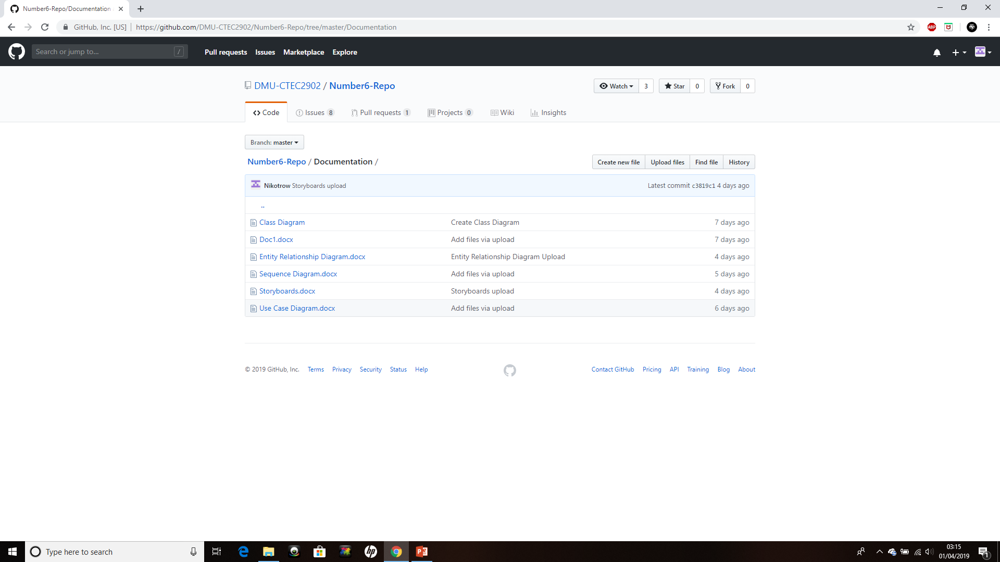 Number6-Repo/Documentation
GitHub, Inc. [US] https://github.com/DMU-CTEC2902/Number6-Repo/tree/master/Documentation
ABP
Search or jump to... /
Pull requests Issues Marketplace Explore
DMU-CTEC2902 / Number6-Repo
Watch 3 Star 0 Fork 0
Code Issues 8 Pull requests 1 Projects 0 Wiki Insights
Branch: master
Number6-Repo / Documentation /
Create new file Upload files Find file History
Nikotrow Storyboards upload Latest commit c3819c1 4 days ago
..
Class Diagram Create Class Diagram 7 days ago
Doc1.docx Add files via upload 7 days ago
Entity Relationship Diagram.docx Entity Relationship Diagram Upload 4 days ago
Sequence Diagram.docx Add files via upload 5 days ago
Storyboards.docx Storyboards upload 4 days ago
Use Case Diagram.docx Add files via upload 6 days ago
© 2019 GitHub, Inc. Terms Privacy Security Status Help Contact GitHub Pricing API Training Blog About
Type here to search
hp
03:15
01/04/2019
1